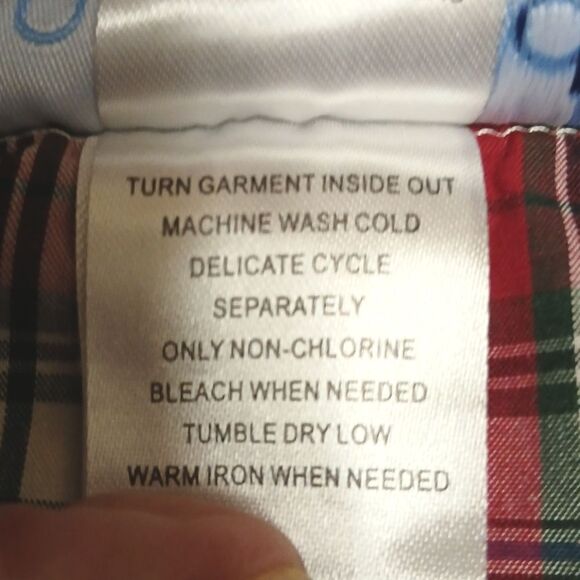 TURN GARMENT INSIDE OUT
MACHINE WASH COLD
DELICATE CYCLE
SEPARATELY
ONLY NON-CHLORINE
BLEACH WHEN NEEDED
TUMBLE DRY LOW
WARM IRON WHEN NEEDED